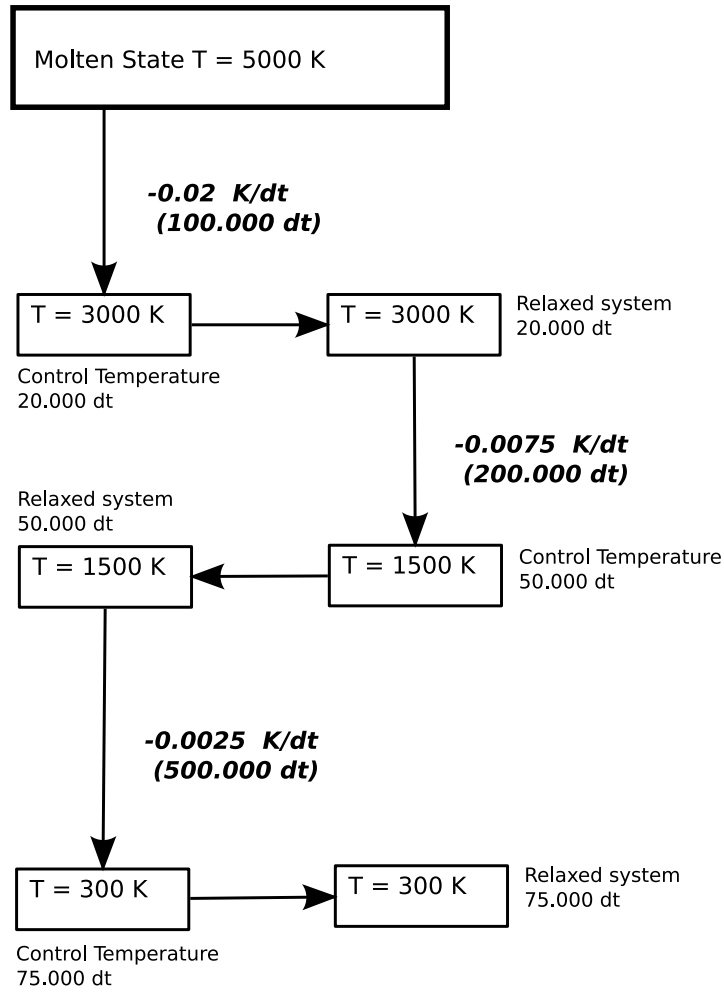 Molten State T = 5000 K
-0.02 K/dt
(100.000 dt)
T = 3000 K
T = 3000 K
Relaxed system
20.000 dt
Control Temperature
20.000 dt
-0.0075 K/dt
(200.000 dt)
Relaxed system
50.000 dt
T = 1500 K
T = 1500 K
Control Temperature
50.000 dt
-0.0025 K/dt
(500.000 dt)
T = 300 K
T = 300 K
Relaxed system
75.000 dt
Control Temperature
75.000 dt